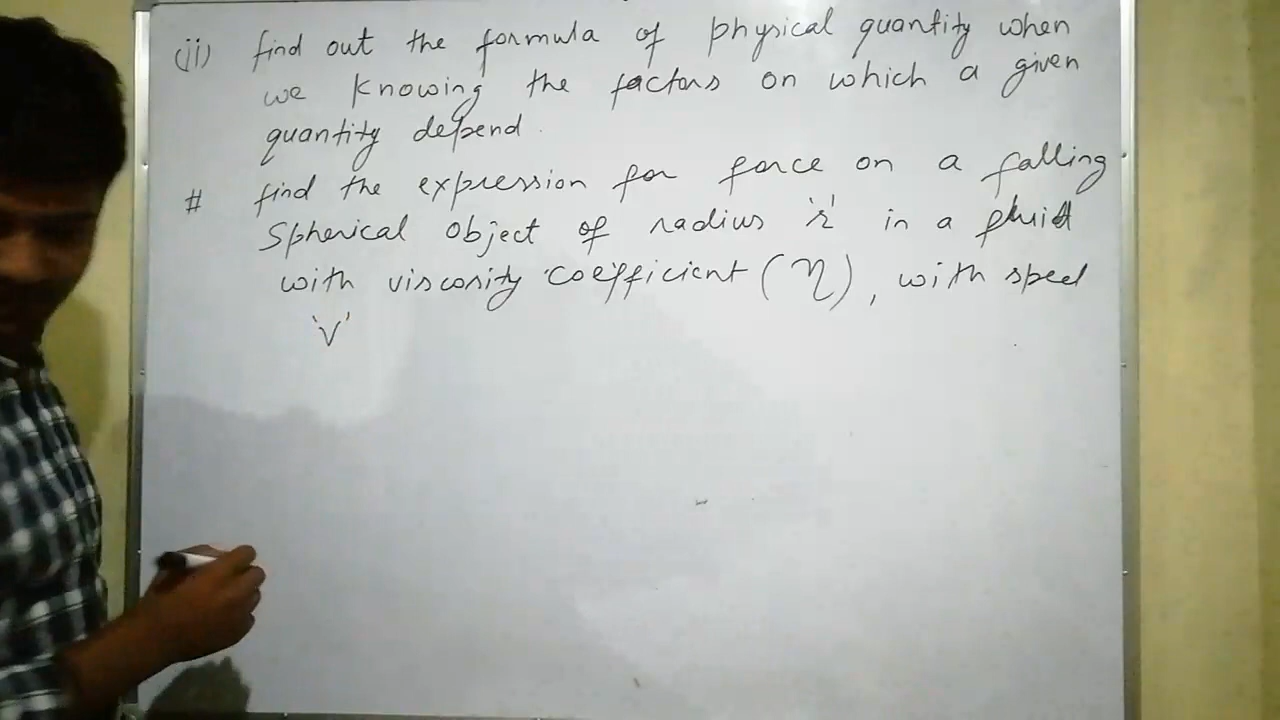 (ii) find out the formula of physical quantity when
we knowing the factors on which a given
quantity depend.
# find the expression for force on a falling
Spherical object of radius 'r' in a fluid
with viscosity coefficient (η), with speed
'v'